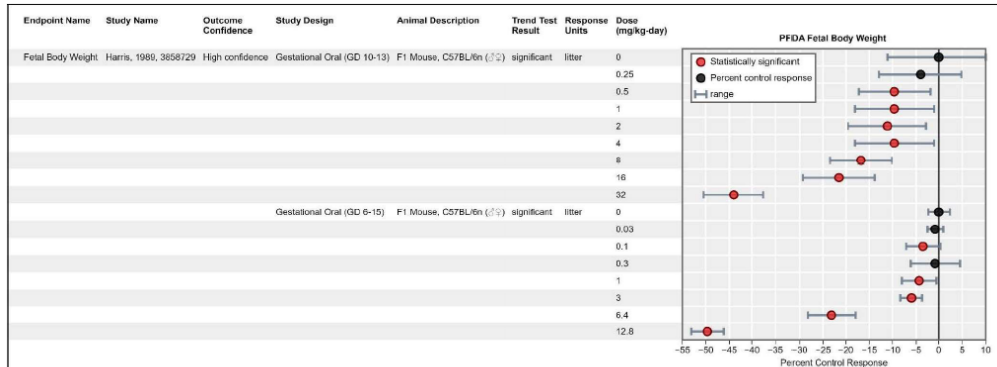 Endpoint Name Study Name Outcome Confidence Study Design Animal Description Trend Test Result Response Units Dose (mg/kg-day)
PFDA Fetal Body Weight
Fetal Body Weight Harris, 1989, 3858729 High confidence Gestational Oral (GD 10-13) F1 Mouse, C57BL/6n (♂♀) significant litter 0
0.25
0.5
1
2
4
8
16
32
Gestational Oral (GD 6-15) F1 Mouse, C57BL/6n (♂♀) significant litter 0
0.03
0.1
0.3
1
3
6.4
12.8
Statistically significant
Percent control response
range
−55 −50 −45 −40 −35 −30 −25 −20 −15 −10 −5 0 5 10
Percent Control Response